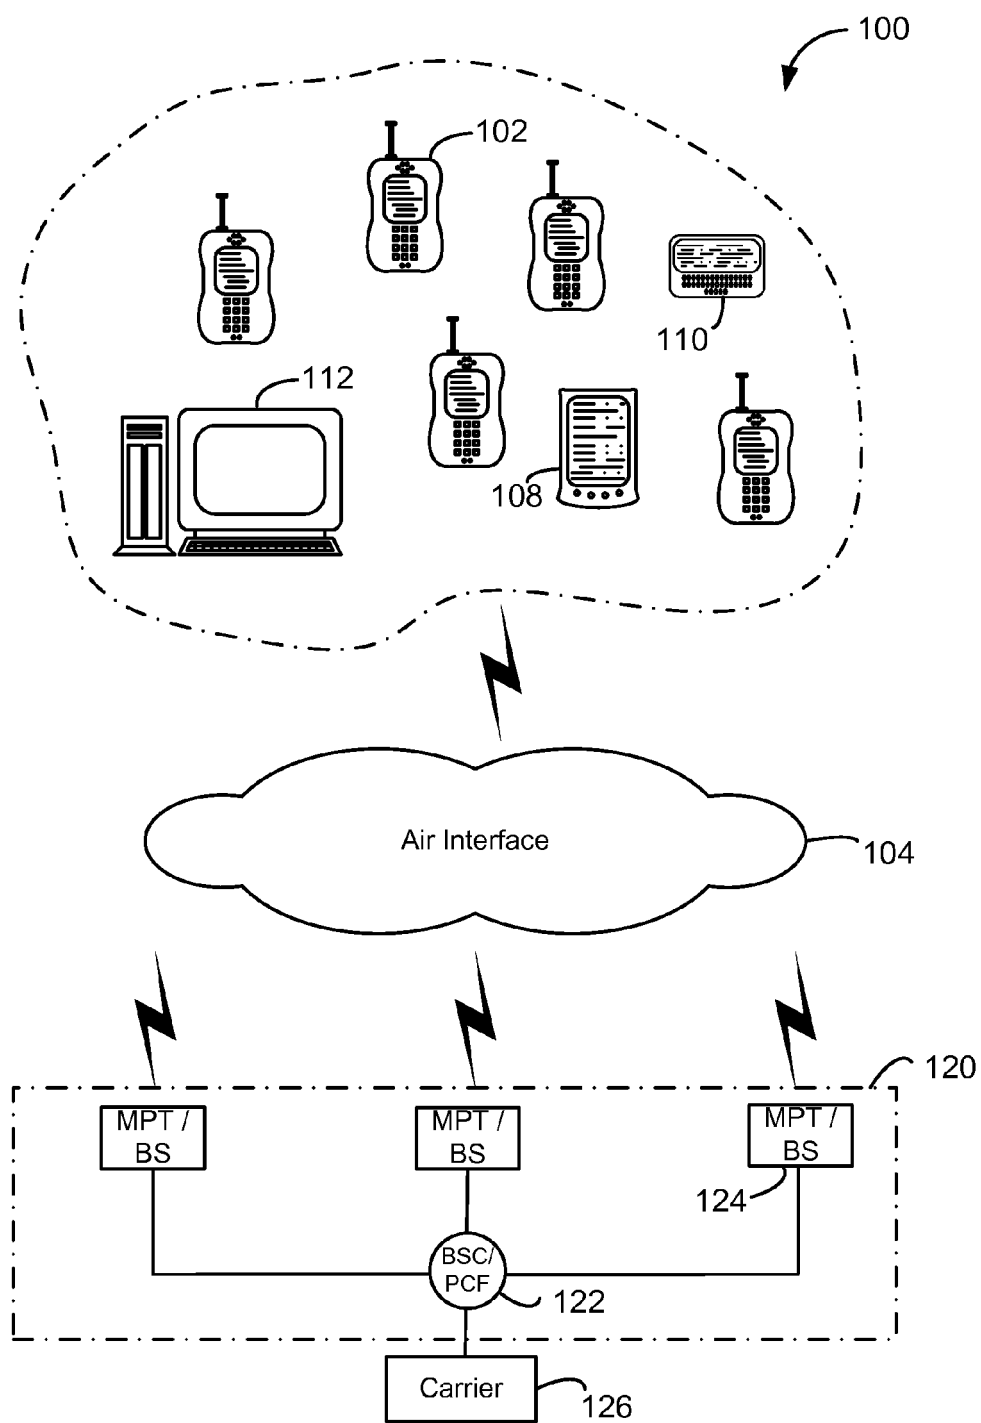 100
102
110
112
108
Air Interface
104
120
MPT /
BS
MPT /
BS
MPT /
BS
124
BSC/
PCF
122
Carrier
126